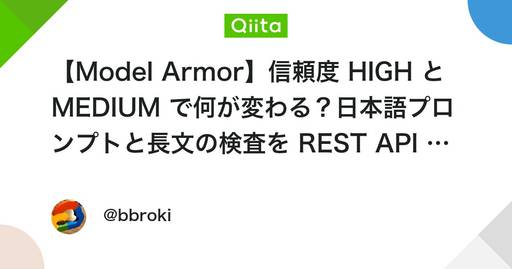 Qiita
【Model Armor】信頼度 HIGH と
MEDIUM で何が変わる？日本語プロ
ンプトと長文の検査を REST API …
@bbroki